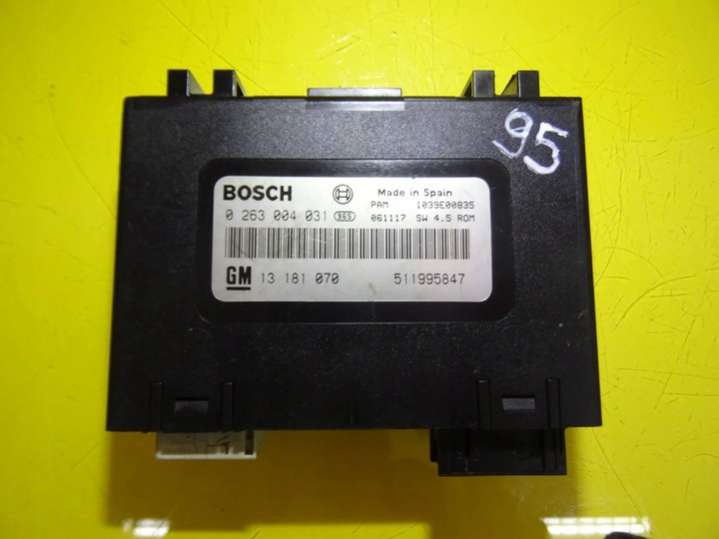 95
BOSCH Made in Spain
PAM 1039E00835
0 263 004 031 365 061117 SW 4.5 ROM
GM 13 181 070 511995847